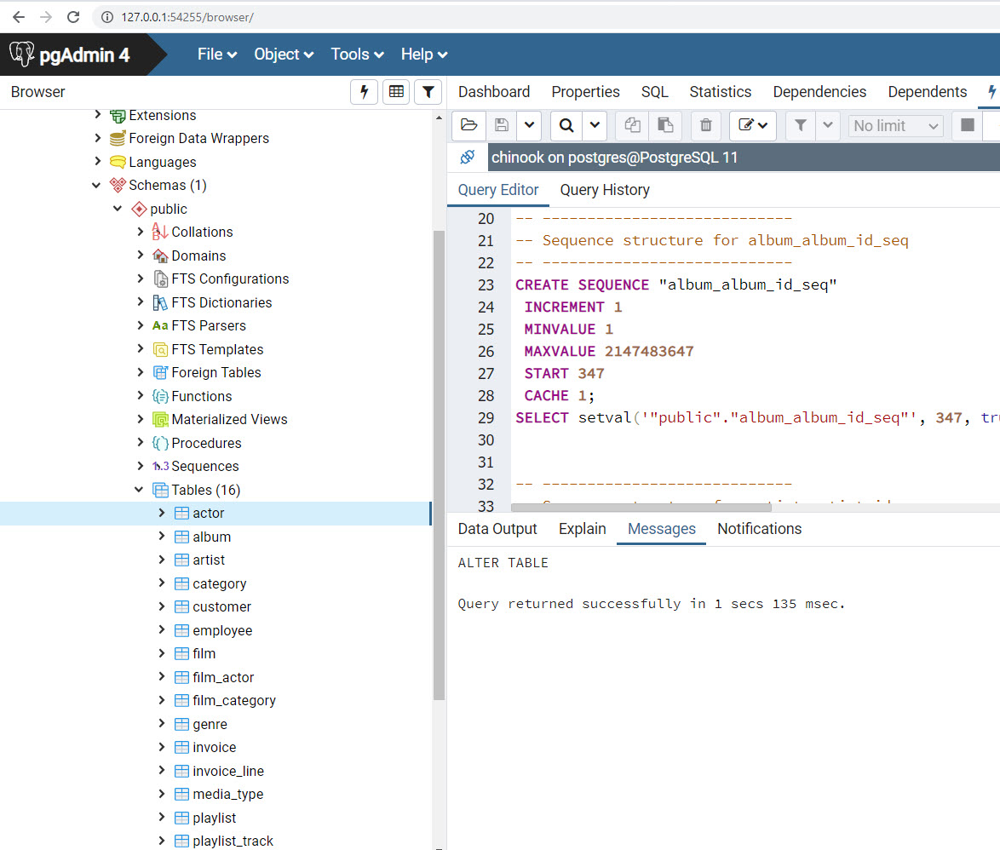 127.0.0.1:54255/browser/
pgAdmin 4
File Object Tools Help
Browser
Dashboard Properties SQL Statistics Dependencies Dependents
Extensions
Foreign Data Wrappers
Languages
Schemas (1)
public
Collations
Domains
FTS Configurations
FTS Dictionaries
Aa FTS Parsers
FTS Templates
Foreign Tables
Functions
Materialized Views
Procedures
1..3 Sequences
Tables (16)
actor
album
artist
category
customer
employee
film
film_actor
film_category
genre
invoice
invoice_line
media_type
playlist
playlist_track
No limit
chinook on postgres@PostgreSQL 11
Query Editor Query History
20 -- ----------------------------
21 -- Sequence structure for album_album_id_seq
22 -- ----------------------------
23 CREATE SEQUENCE "album_album_id_seq"
24 INCREMENT 1
25 MINVALUE 1
26 MAXVALUE 2147483647
27 START 347
28 CACHE 1;
29 SELECT setval('"public"."album_album_id_seq"', 347, tru
30
31
32 -- ----------------------------
33
Data Output Explain Messages Notifications
ALTER TABLE
Query returned successfully in 1 secs 135 msec.